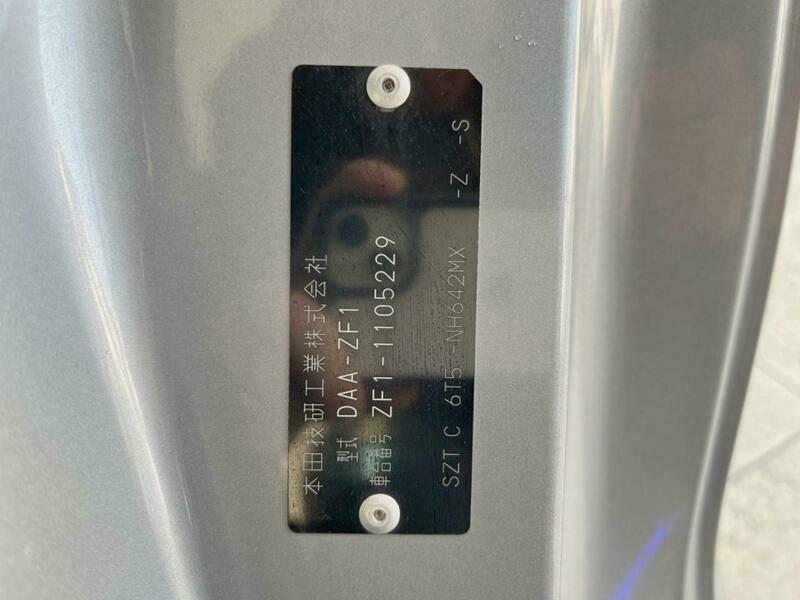 本田技研工業株式会社
型式 DAA-ZF1
車台番号 ZF1-1105229
SZT C 6T5 -NH642MX -Z -S